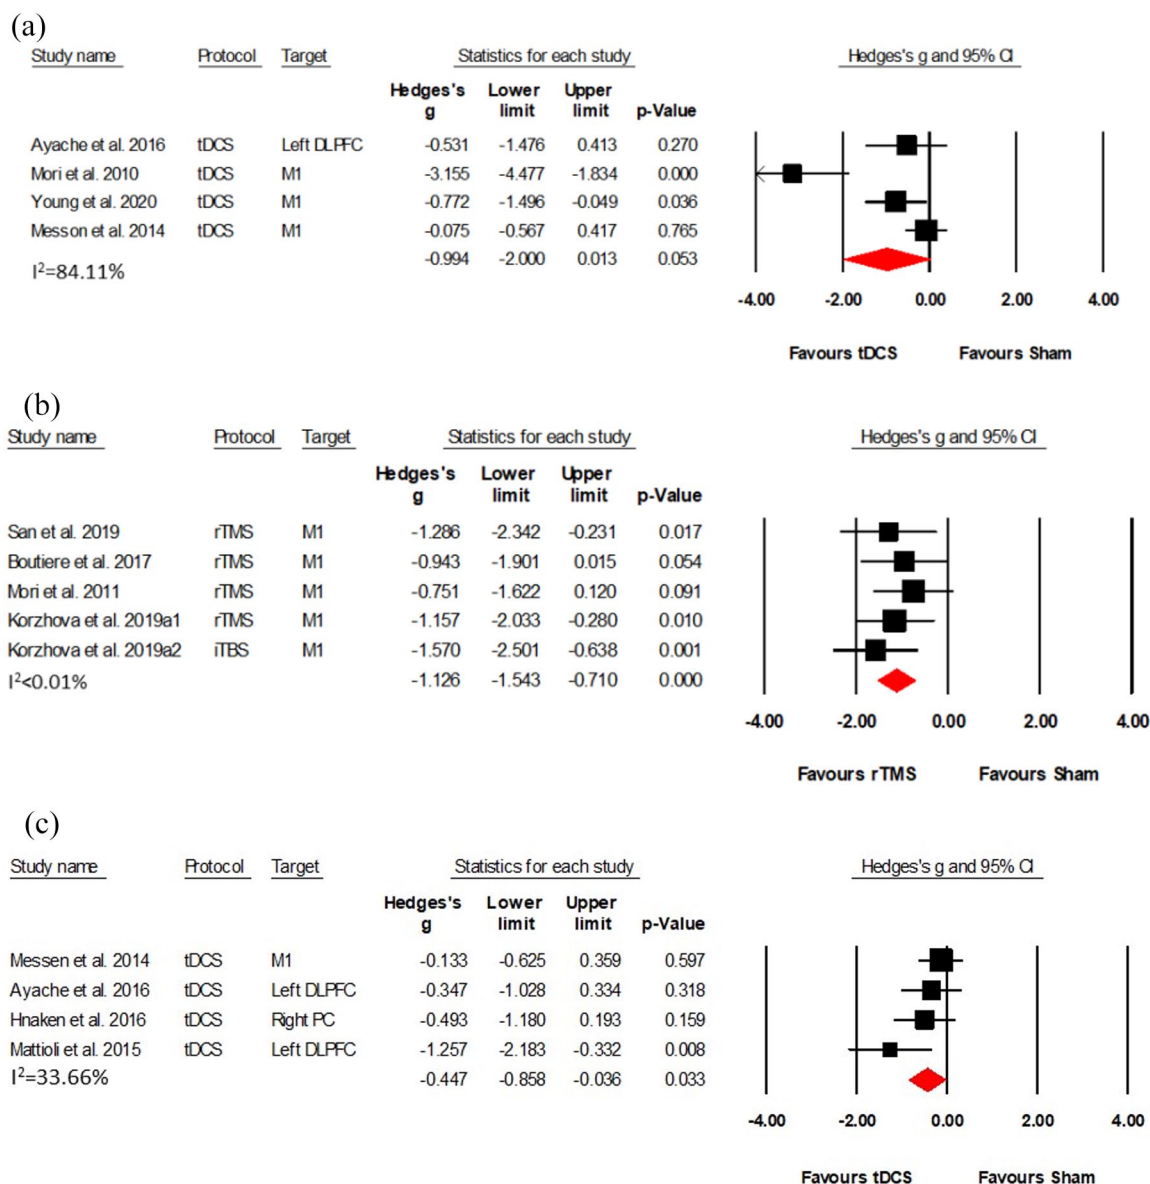 (a)
Study name Protocol Target Statistics for each study Hedges's g and 95% CI
Hedges's g Lower limit Upper limit p-Value
Ayache et al. 2016 tDCS Left DLPFC -0.531 -1.476 0.413 0.270
Mori et al. 2010 tDCS M1 -3.155 -4.477 -1.834 0.000
Young et al. 2020 tDCS M1 -0.772 -1.496 -0.049 0.036
Messon et al. 2014 tDCS M1 -0.075 -0.567 0.417 0.765
-0.994 -2.000 0.013 0.053
I²=84.11%
-4.00 -2.00 0.00 2.00 4.00
Favours tDCS Favours Sham
(b)
Study name Protocol Target Statistics for each study Hedges's g and 95% CI
Hedges's g Lower limit Upper limit p-Value
San et al. 2019 rTMS M1 -1.286 -2.342 -0.231 0.017
Boutiere et al. 2017 rTMS M1 -0.943 -1.901 0.015 0.054
Mori et al. 2011 rTMS M1 -0.751 -1.622 0.120 0.091
Korzhova et al. 2019a1 rTMS M1 -1.157 -2.033 -0.280 0.010
Korzhova et al. 2019a2 iTBS M1 -1.570 -2.501 -0.638 0.001
I²<0.01% -1.126 -1.543 -0.710 0.000
-4.00 -2.00 0.00 2.00 4.00
Favours rTMS Favours Sham
(c)
Study name Protocol Target Statistics for each study Hedges's g and 95% CI
Hedges's g Lower limit Upper limit p-Value
Messen et al. 2014 tDCS M1 -0.133 -0.625 0.359 0.597
Ayache et al. 2016 tDCS Left DLPFC -0.347 -1.028 0.334 0.318
Hnaken et al. 2016 tDCS Right PC -0.493 -1.180 0.193 0.159
Mattioli et al. 2015 tDCS Left DLPFC -1.257 -2.183 -0.332 0.008
I²=33.66% -0.447 -0.858 -0.036 0.033
-4.00 -2.00 0.00 2.00 4.00
Favours tDCS Favours Sham